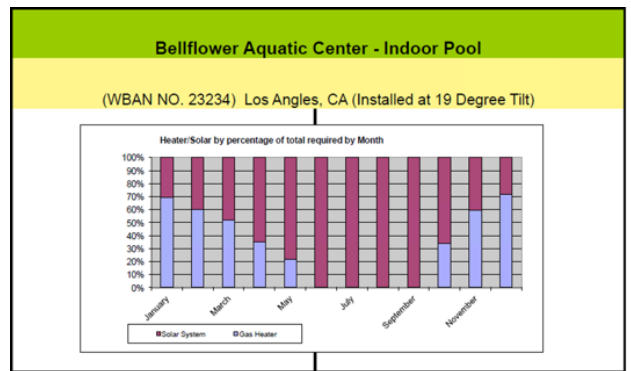 Bellflower Aquatic Center - Indoor Pool
(WBAN NO. 23234) Los Angles, CA (Installed at 19 Degree Tilt)
Heater/Solar by percentage of total required by Month
100%
90%
80%
70%
60%
50%
40%
30%
20%
10%
0%
January
March
May
July
September
November
Solar System
Gas Heater